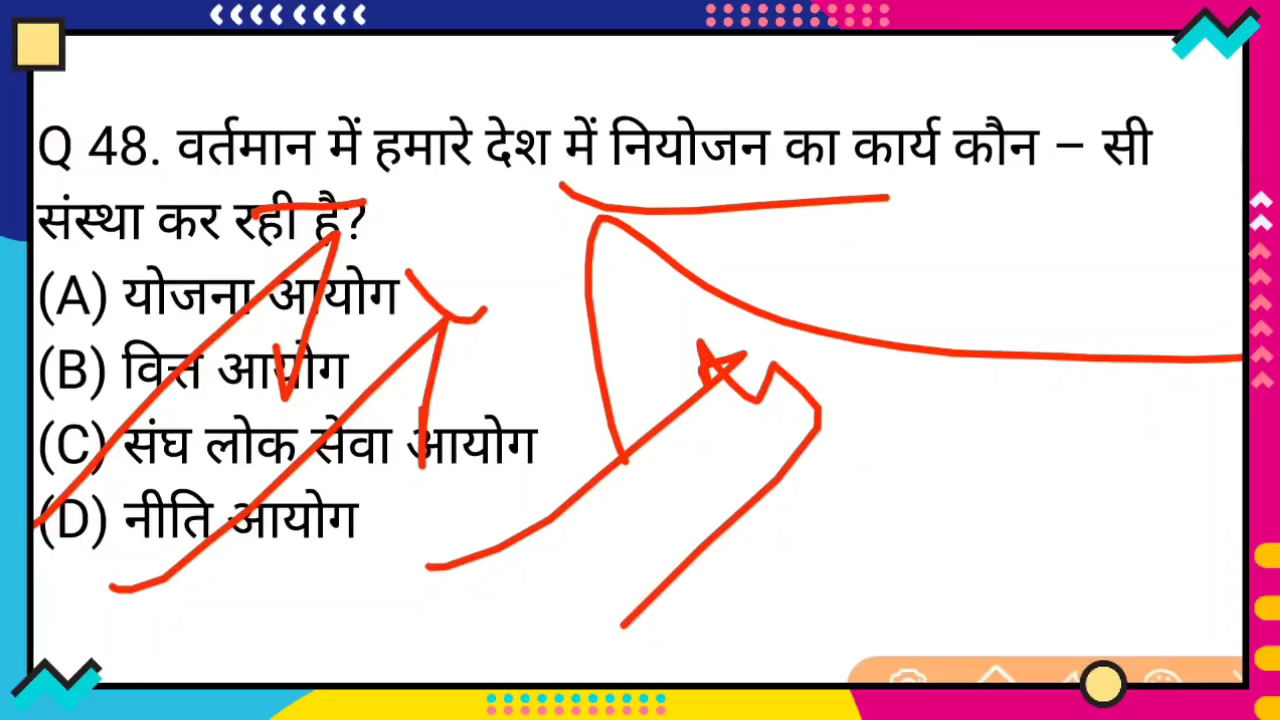 Q 48. वर्तमान में हमारे देश में नियोजन का कार्य कौन – सी
संस्था कर रही है?
(A) योजना आयोग
(B) वित्त आयोग
(C) संघ लोक सेवा आयोग
(D) नीति आयोग